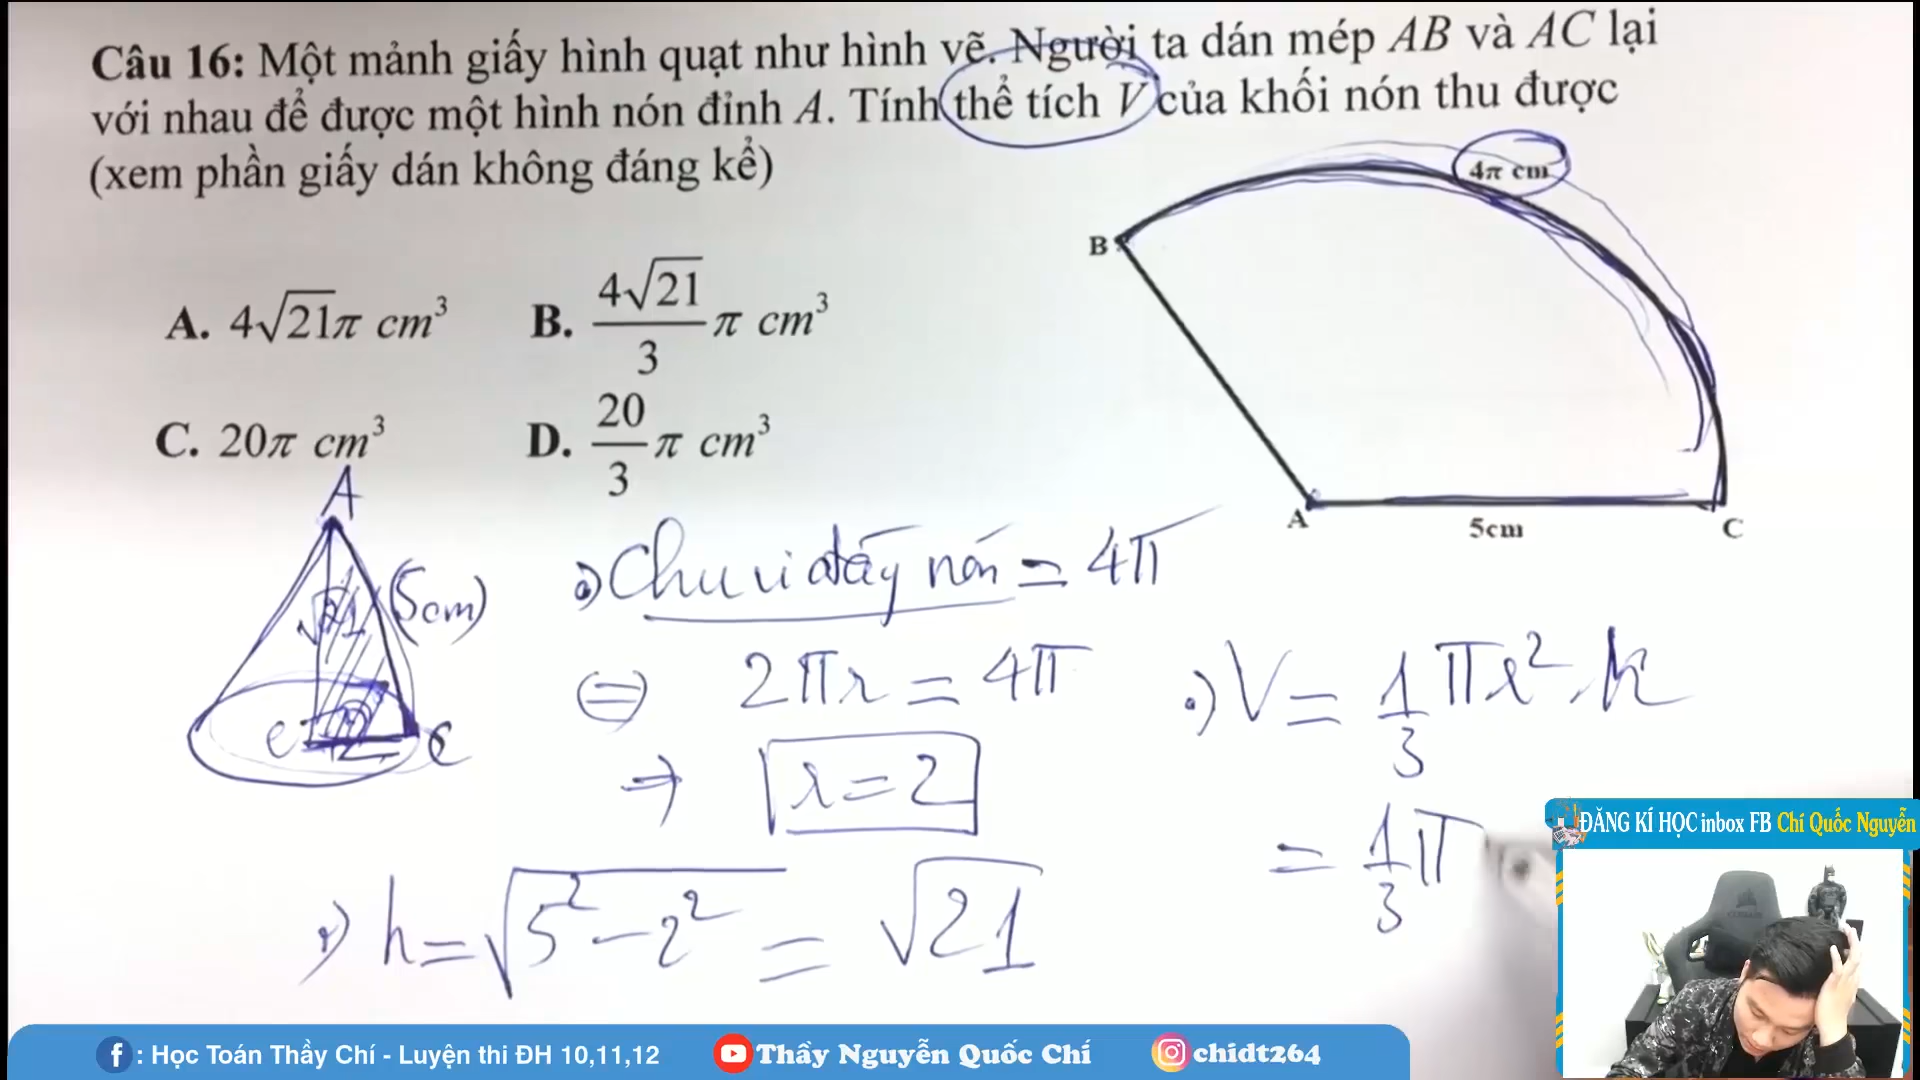 Câu 16: Một mảnh giấy hình quạt như hình vẽ. Người ta dán mép AB và AC lại
với nhau để được một hình nón đỉnh A. Tính thể tích V của khối nón thu được
(xem phần giấy dán không đáng kể)
4π cm
B
A. 4√21π cm³ B. 4√21/3 π cm³
C. 20π cm³ D. 20/3 π cm³
A 5cm C
A
√21 (5cm)
2 C
Chu vi đáy nón = 4π
⇔ 2πr = 4π
⇒ r = 2
h = √5² - 2² = √21
V = 1/3 πr².h
= 1/3 π
ĐĂNG KÍ HỌC inbox FB Chí Quốc Nguyễn
f : Học Toán Thầy Chí - Luyện thi ĐH 10,11,12
Thầy Nguyễn Quốc Chí
chidt264